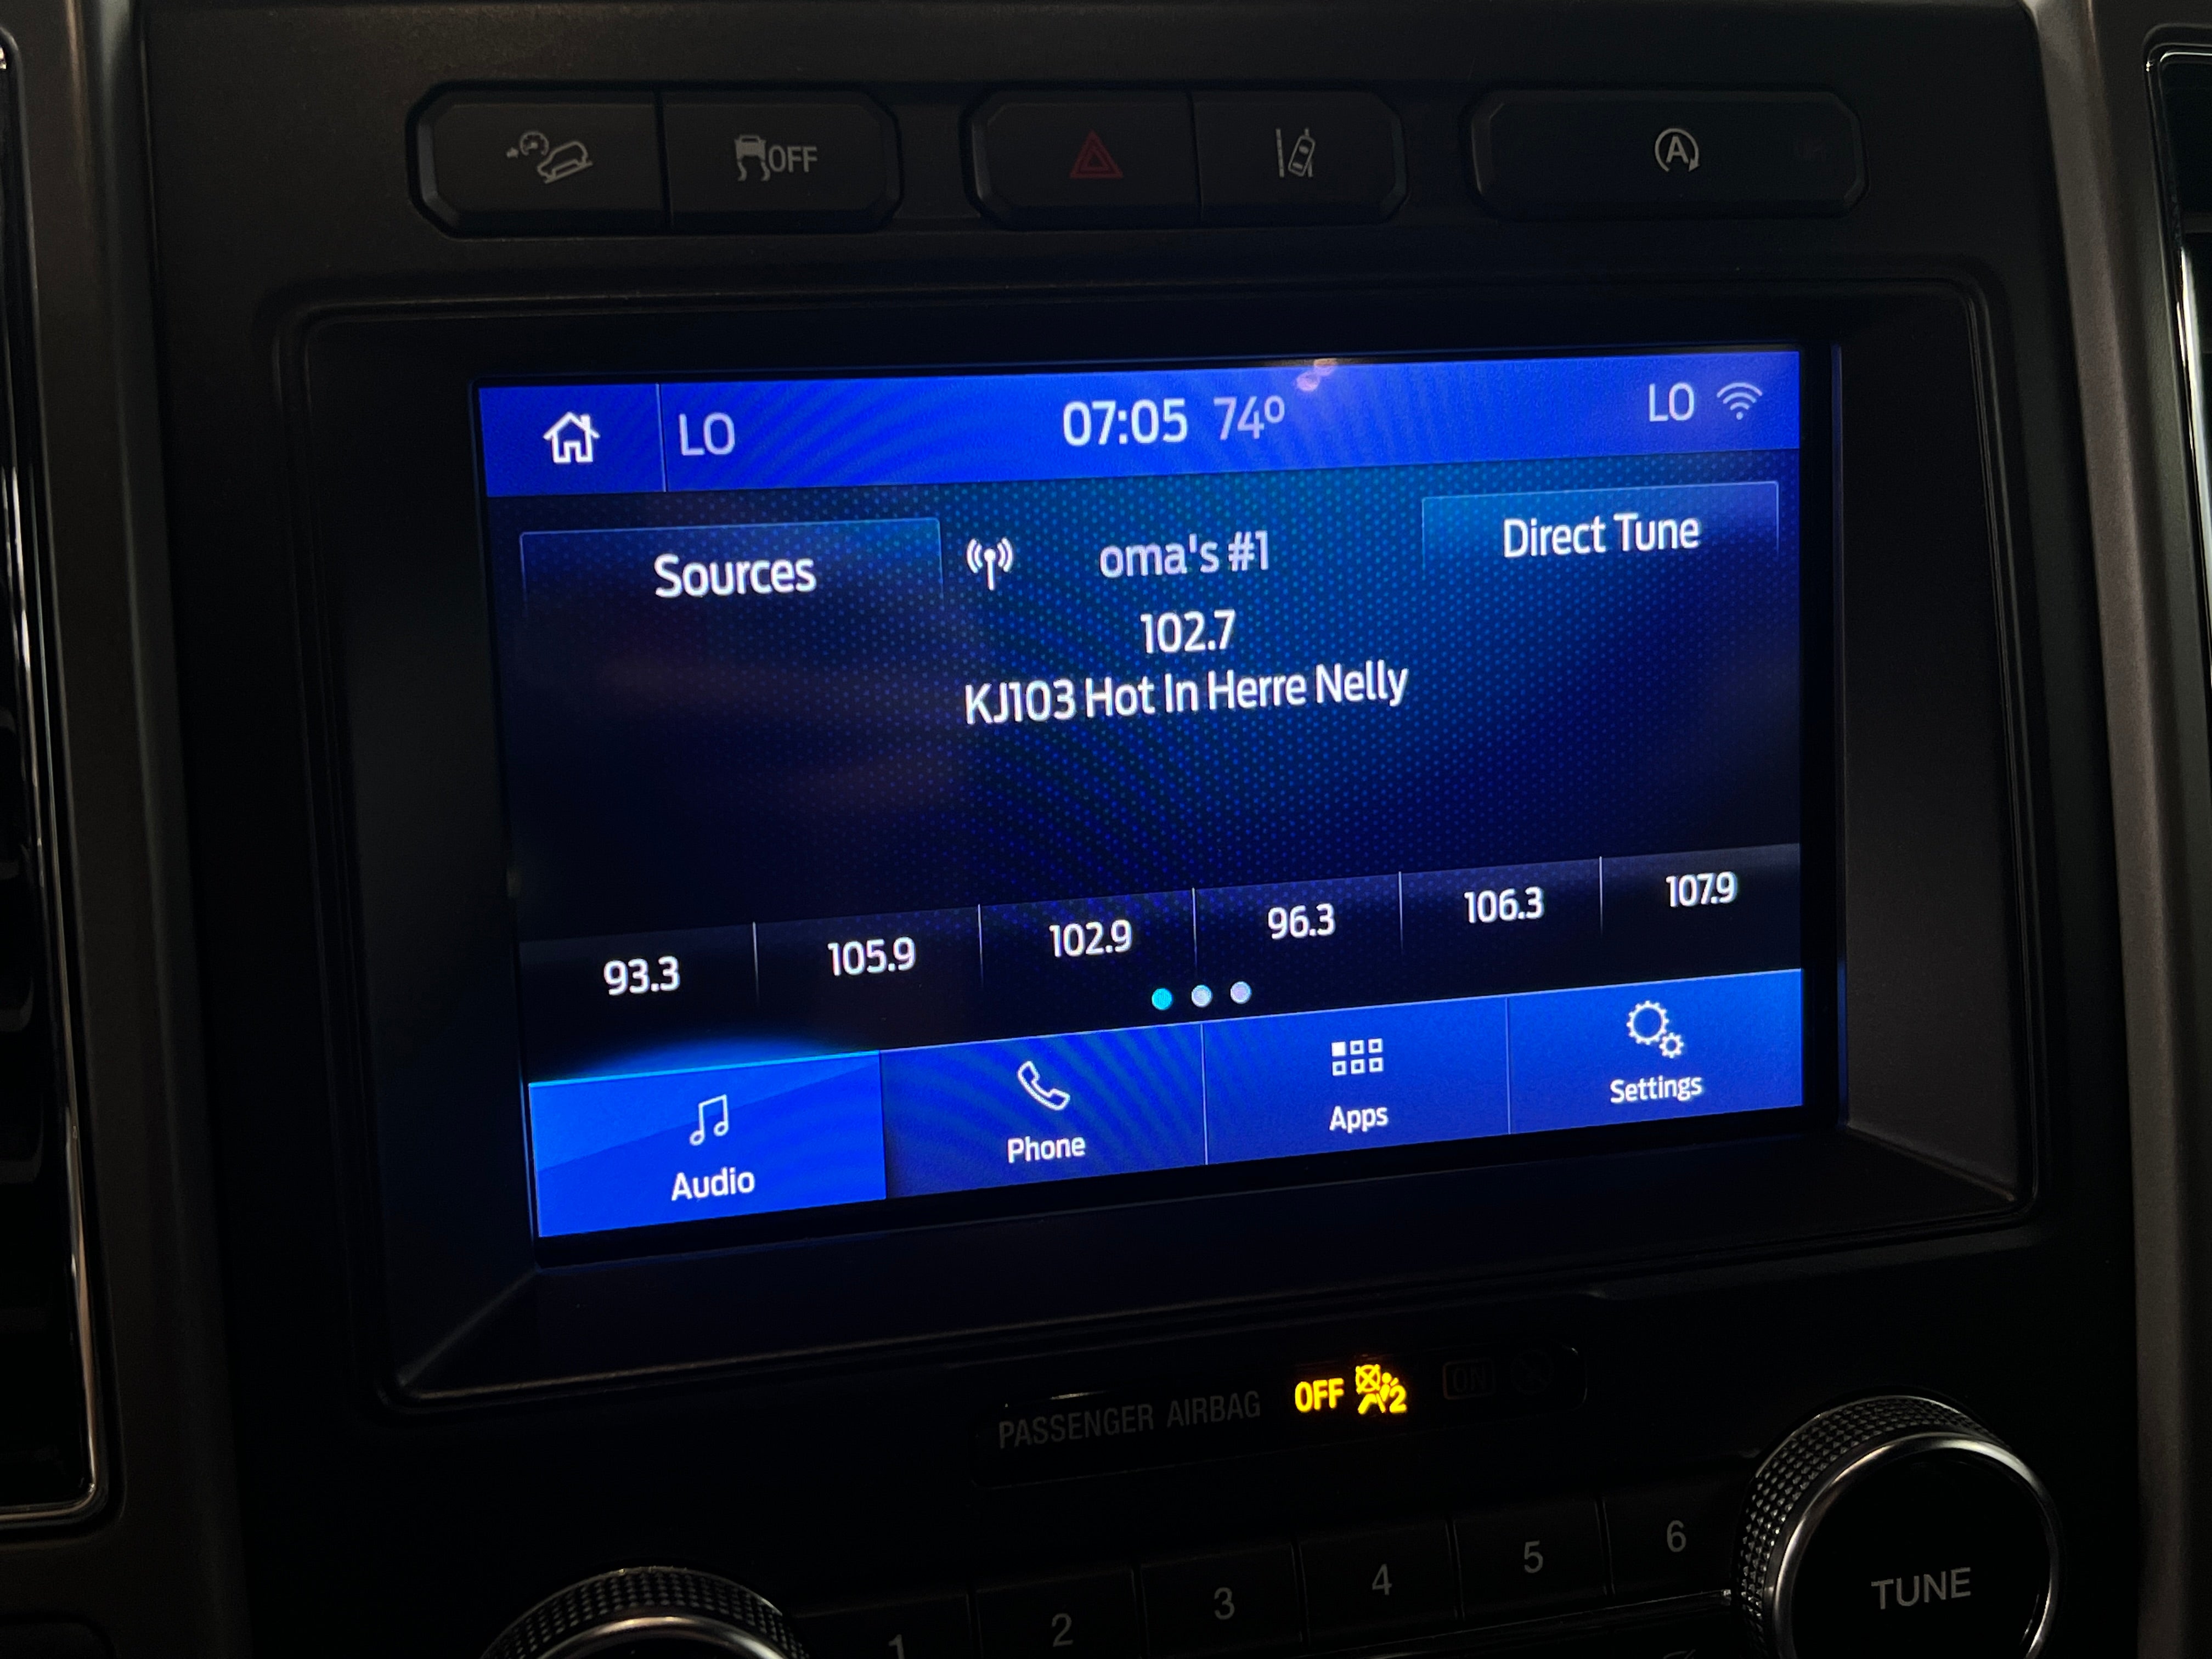 OFF
A
LO 07:05 74º LO
Sources oma's #1 Direct Tune
102.7
KJ103 Hot In Herre Nelly
93.3 105.9 102.9 96.3 106.3 107.9
Audio Phone Apps Settings
PASSENGER AIRBAG OFF 2 ON
1 2 3 4 5 6
TUNE